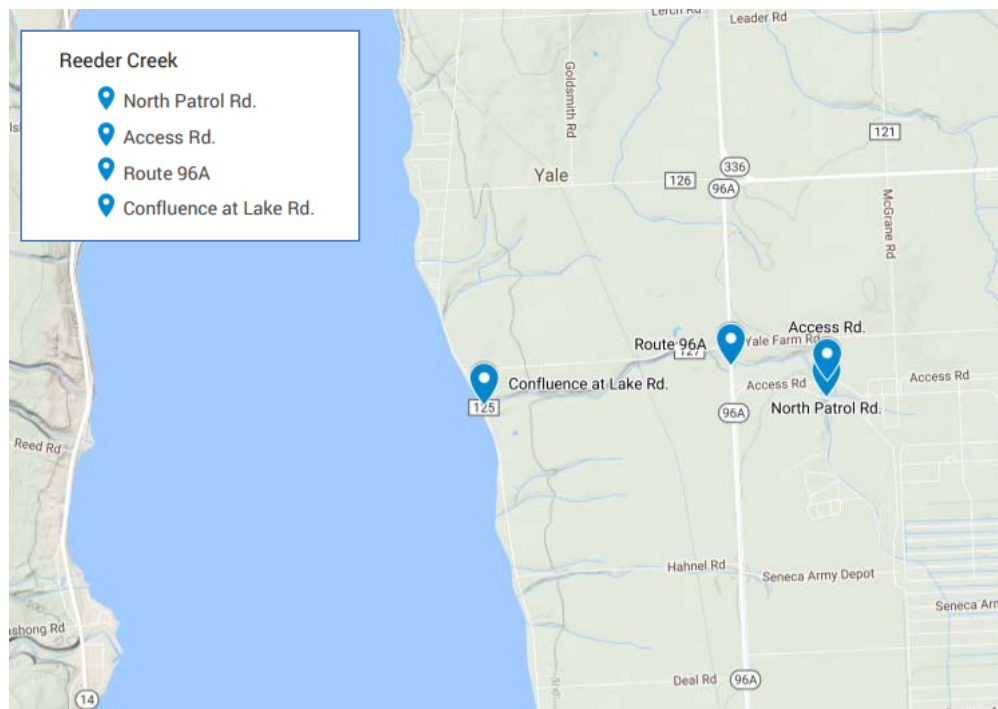 Reeder Creek
North Patrol Rd.
Access Rd.
Route 96A
Confluence at Lake Rd.
Lerch Rd
Leader Rd
Goldsmith Rd
121
336
Yale
126
96A
McGrane Rd
Access Rd.
Route 96A
Yale Farm Rd
127
Confluence at Lake Rd.
Access Rd
Access Rd
125
North Patrol Rd.
96A
Reed Rd
Hahnel Rd
Seneca Army Depot
Seneca Arm
ashong Rd
Deal Rd
96A
14